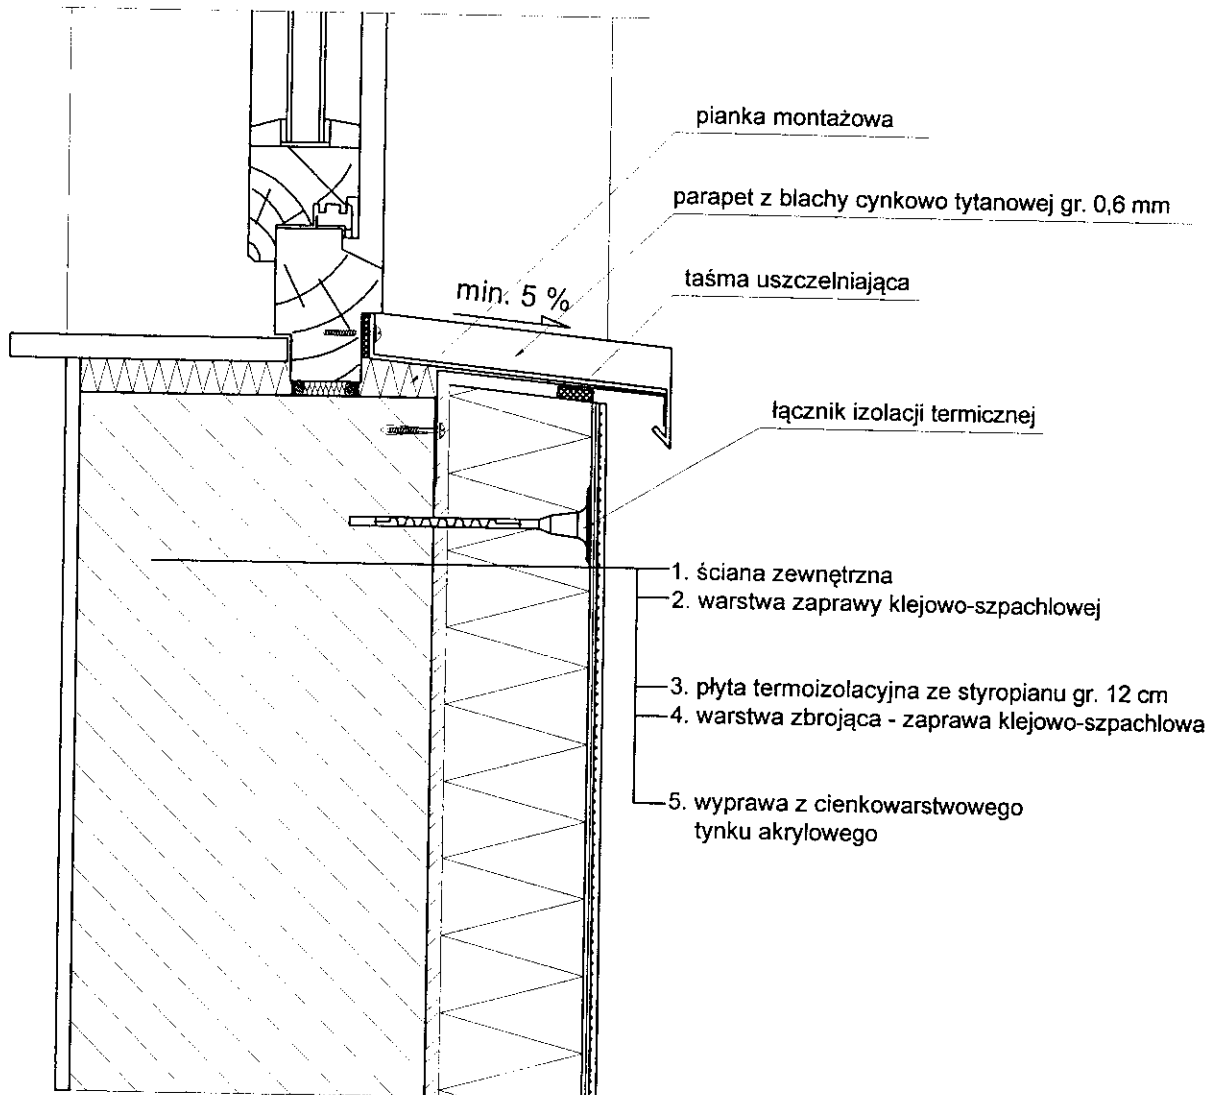 pianka montażowa
parapet z blachy cynkowo tytanowej gr. 0,6 mm
taśma uszczelniająca
min. 5 %
łącznik izolacji termicznej
1. ściana zewnętrzna
2. warstwa zaprawy klejowo-szpachlowej
3. płyta termoizolacyjna ze styropianu gr. 12 cm
4. warstwa zbrojąca - zaprawa klejowo-szpachlowa
5. wyprawa z cienkowarstwowego
tynku akrylowego